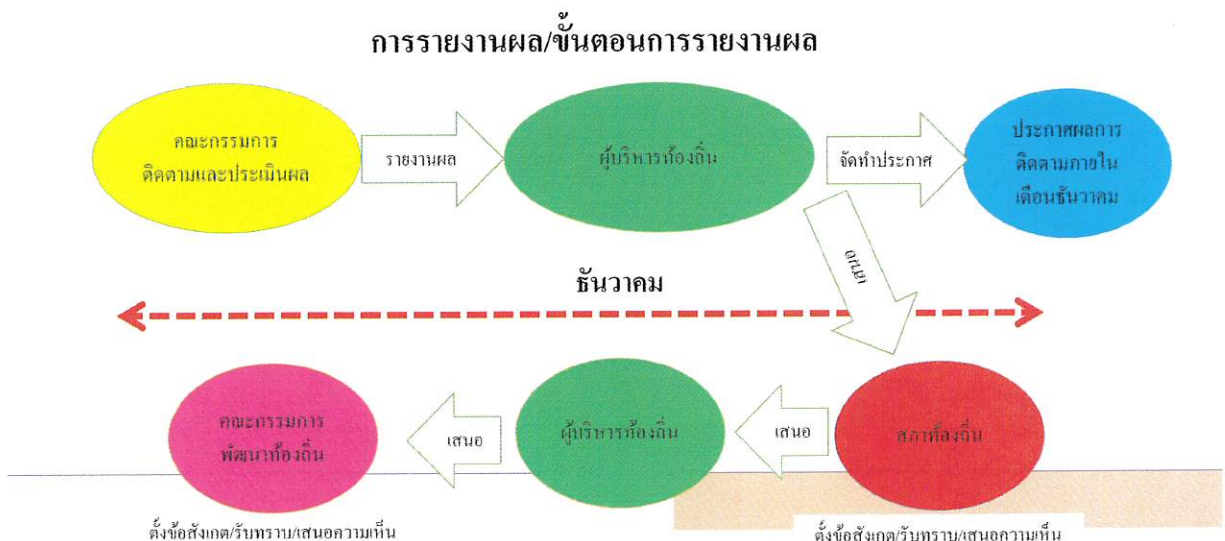 การรายงานผล/ขั้นตอนการรายงานผล
คณะกรรมการ
ติดตามและประเมินผล
รายงานผล
ผู้บริหารท้องถิ่น
จัดทำประกาศ
ประกาศผลการ
ติดตามภายใน
เดือนธันวาคม
เสนอ
ธันวาคม
คณะกรรมการ
พัฒนาท้องถิ่น
เสนอ
ผู้บริหารท้องถิ่น
เสนอ
สภาท้องถิ่น
ตั้งข้อสังเกต/รับทราบ/เสนอความเห็น
ตั้งข้อสังเกต/รับทราบ/เสนอความเห็น